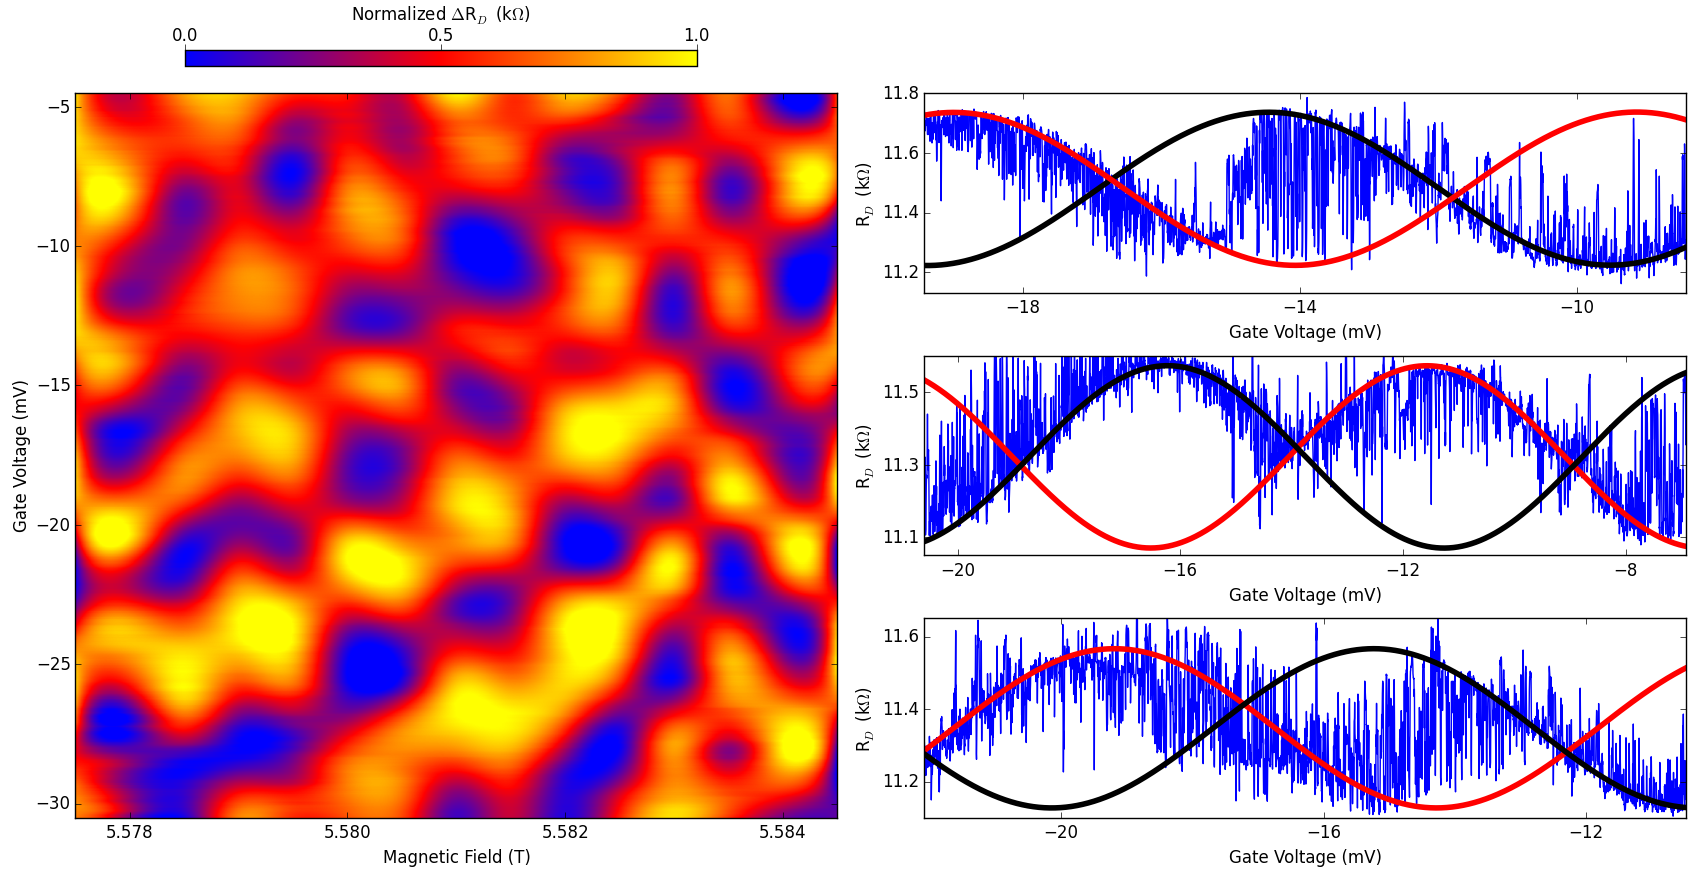 Normalized ΔR_D (kΩ)
0.0 0.5 1.0
−5
−10
−15
−20
−25
−30
Gate Voltage (mV)
5.578 5.580 5.582 5.584
Magnetic Field (T)
11.8
11.6
11.4
11.2
R_D (kΩ)
−18 −14 −10
Gate Voltage (mV)
11.5
11.3
11.1
R_D (kΩ)
−20 −16 −12 −8
Gate Voltage (mV)
11.6
11.4
11.2
R_D (kΩ)
−20 −16 −12
Gate Voltage (mV)